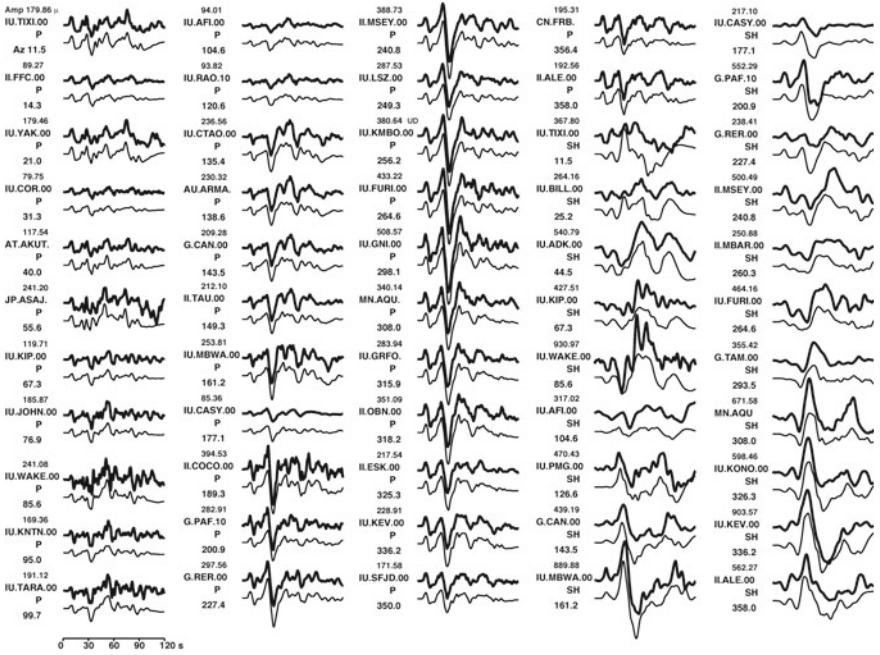 Amp 179.86 μ
IU.TIXI.00
P
Az 11.5
89.27
II.FFC.00
P
14.3
179.46
IU.YAK.00
P
21.0
79.75
IU.COR.00
P
31.3
117.54
AT.AKUT.
P
40.0
241.20
JP.ASAJ.
P
55.6
119.71
IU.KIP.00
P
67.3
185.87
IU.JOHN.00
P
76.9
241.08
IU.WAKE.00
P
85.6
169.36
IU.KNTN.00
P
95.0
191.12
IU.TARA.00
P
99.7
0 30 60 90 120 s
94.01
IU.AFI.00
P
104.6
93.82
IU.RAO.10
P
120.6
236.56
IU.CTAO.00
P
135.4
230.32
AU.ARMA.
P
138.6
209.28
G.CAN.00
P
143.5
212.10
II.TAU.00
P
149.3
253.81
IU.MBWA.00
P
161.2
85.36
IU.CASY.00
P
177.1
394.53
II.COCO.00
P
189.3
282.91
G.PAF.10
P
200.9
297.56
G.RER.00
P
227.4
388.73
II.MSEY.00
P
240.8
287.53
IU.LSZ.00
P
249.3
380.64 UD
IU.KMBO.00
P
256.2
433.22
IU.FURI.00
P
264.6
508.57
IU.GNI.00
P
298.1
340.14
MN.AQU.
P
308.0
283.94
IU.GRFO.
P
315.9
351.09
II.OBN.00
P
318.2
217.54
II.ESK.00
P
325.3
228.91
IU.KEV.00
P
336.2
171.58
IU.SFJD.00
P
350.0
195.31
CN.FRB.
P
356.4
192.56
II.ALE.00
P
358.0
367.80
IU.TIXI.00
SH
11.5
264.16
IU.BILL.00
SH
25.2
540.79
IU.ADK.00
SH
44.5
427.51
IU.KIP.00
SH
67.3
930.97
IU.WAKE.00
SH
85.6
317.02
IU.AFI.00
SH
104.6
470.43
IU.PMG.00
SH
126.6
439.19
G.CAN.00
SH
143.5
889.88
IU.MBWA.00
SH
161.2
217.10
IU.CASY.00
SH
177.1
552.29
G.PAF.10
SH
200.9
238.41
G.RER.00
SH
227.4
500.49
II.MSEY.00
SH
240.8
250.88
II.MBAR.00
SH
260.3
464.16
IU.FURI.00
SH
264.6
355.42
G.TAM.00
SH
293.5
671.58
MN.AQU
SH
308.0
598.46
IU.KONO.00
SH
326.3
903.57
IU.KEV.00
SH
336.2
562.27
II.ALE.00
SH
358.0